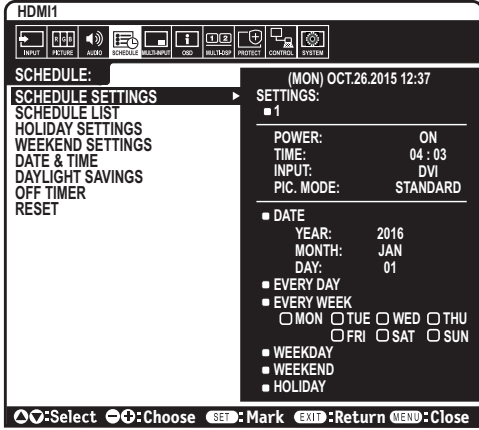 HDMI1
INPUT RGB PICTURE AUDIO SCHEDULE MULTI-INPUT OSD 1 2 MULTI-DSP PROTECT CONTROL SYSTEM
SCHEDULE:
SCHEDULE SETTINGS
SCHEDULE LIST
HOLIDAY SETTINGS
WEEKEND SETTINGS
DATE & TIME
DAYLIGHT SAVINGS
OFF TIMER
RESET
(MON) OCT.26.2015 12:37
SETTINGS:
1
POWER: ON
TIME: 04 : 03
INPUT: DVI
PIC. MODE: STANDARD
DATE
YEAR: 2016
MONTH: JAN
DAY: 01
EVERY DAY
EVERY WEEK
MON TUE WED THU
FRI SAT SUN
WEEKDAY
WEEKEND
HOLIDAY
:Select :Choose SET:Mark EXIT:Return MENU:Close